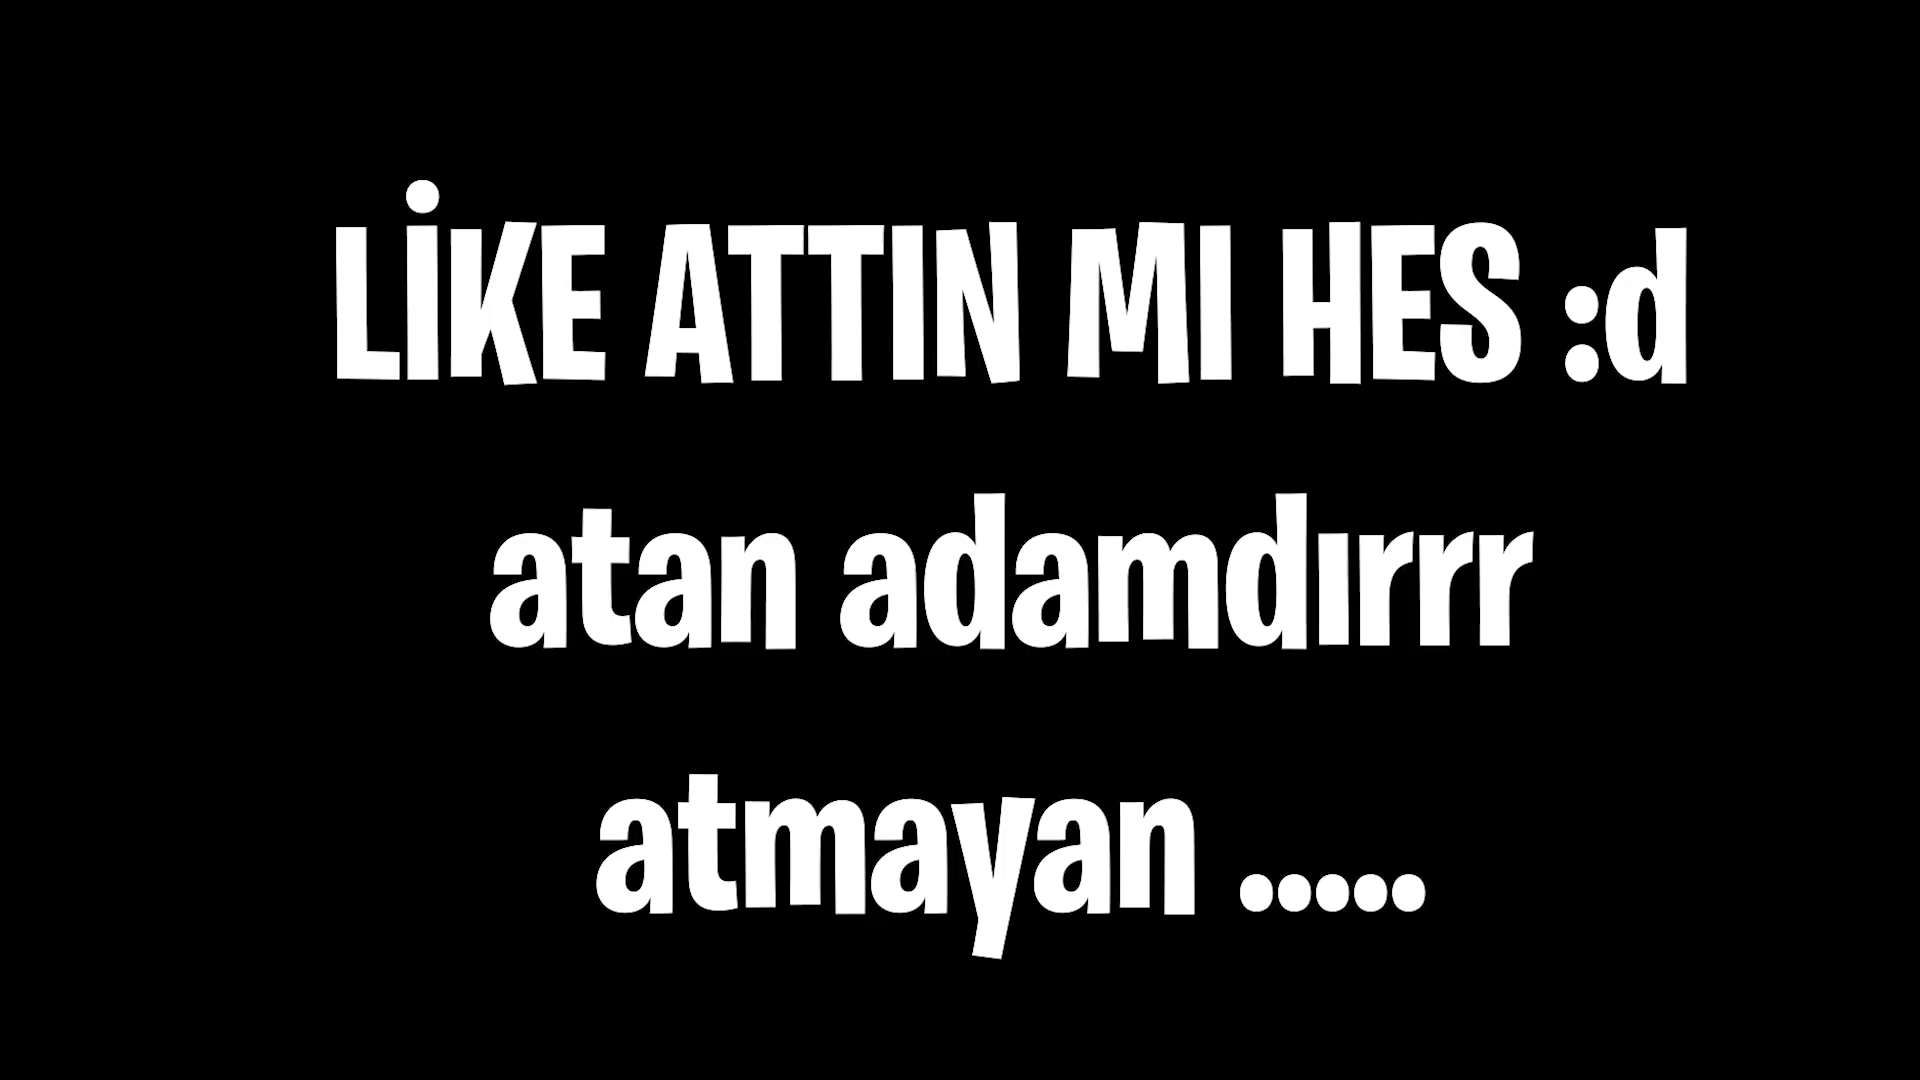 LİKE ATTIN MI HES :d
atan adamdırrr
atmayan .....